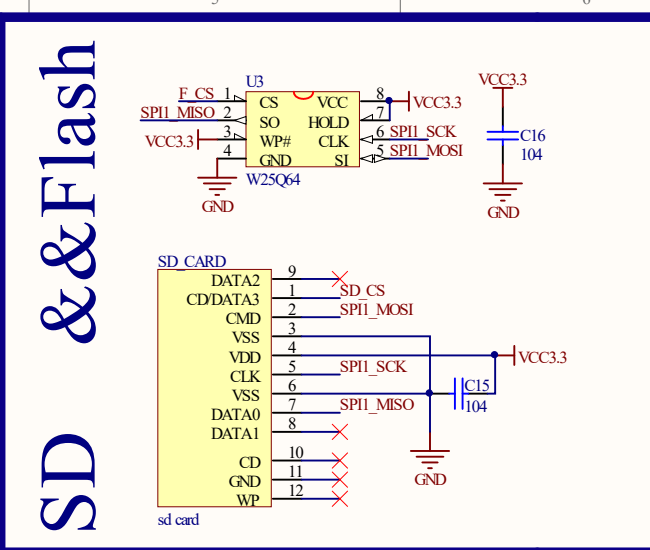 SD &&Flash
U3
F_CS 1 CS VCC 8 VCC3.3
SPI1_MISO 2 SO HOLD 7
VCC3.3 3 WP# CLK 6 SPI1_SCK
4 GND SI 5 SPI1_MOSI
W25Q64
GND
VCC3.3
C16
104
GND
SD_CARD
DATA2 9
CD/DATA3 1 SD_CS
CMD 2 SPI1_MOSI
VSS 3
VDD 4 VCC3.3
CLK 5 SPI1_SCK
VSS 6 C15
DATA0 7 SPI1_MISO 104
DATA1 8
CD 10
GND 11 GND
WP 12
sd card